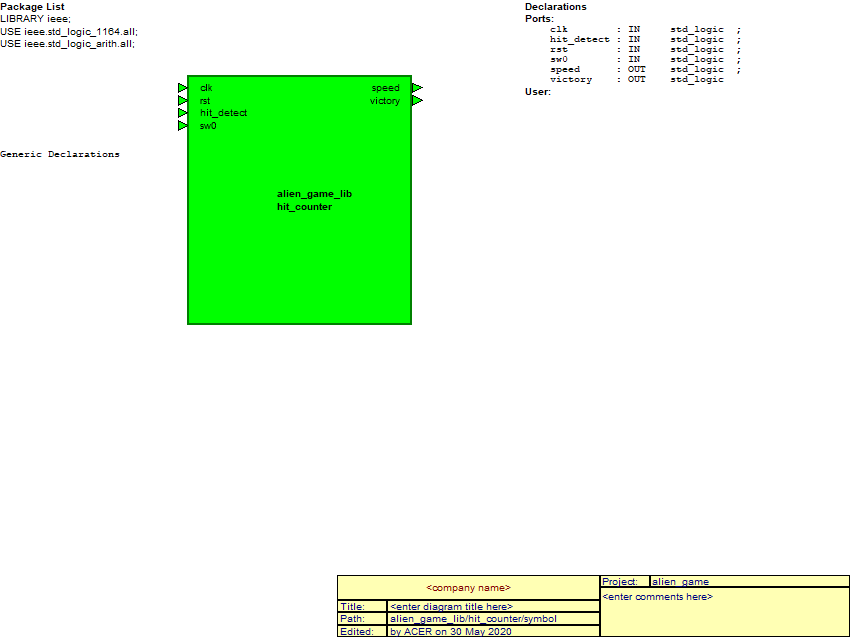 Package List
LIBRARY ieee;
USE ieee.std_logic_1164.all;
USE ieee.std_logic_arith.all;
Declarations
Ports:
clk : IN std_logic ;
hit_detect : IN std_logic ;
rst : IN std_logic ;
sw0 : IN std_logic ;
speed : OUT std_logic ;
victory : OUT std_logic
User:
clk speed
rst victory
hit_detect
sw0
Generic Declarations
alien_game_lib
hit_counter
<company name>
Title: <enter diagram title here>
Path: alien_game_lib/hit_counter/symbol
Edited: by ACER on 30 May 2020
Project: alien_game
<enter comments here>